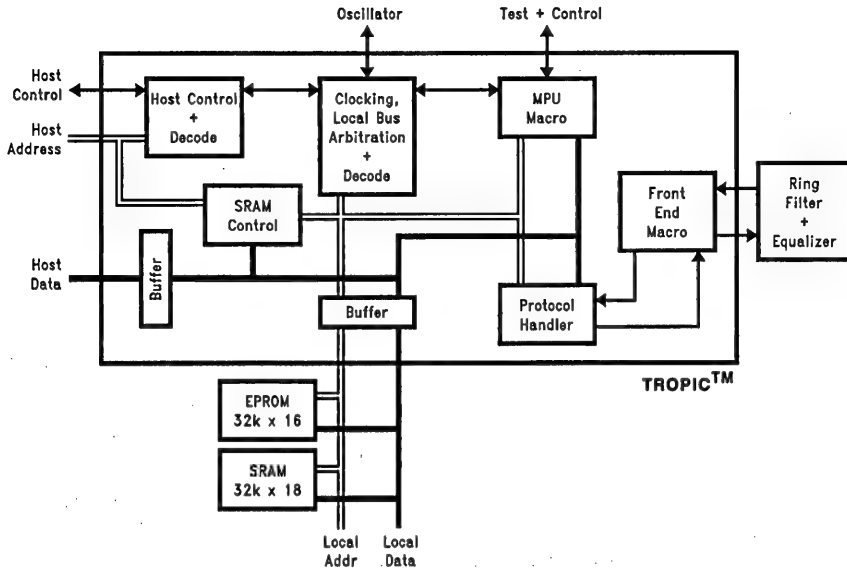 Oscillator
Test + Control
Host
Control
Host
Address
Host Control
+
Decode
Clocking,
Local Bus
Arbitration
+
Decode
MPU
Macro
SRAM
Control
Front
End
Macro
Ring
Filter
+
Equalizer
Host
Data
Buffer
Buffer
Protocol
Handler
TROPIC™
EPROM
32k x 16
SRAM
32k x 18
Local
Addr
Local
Data